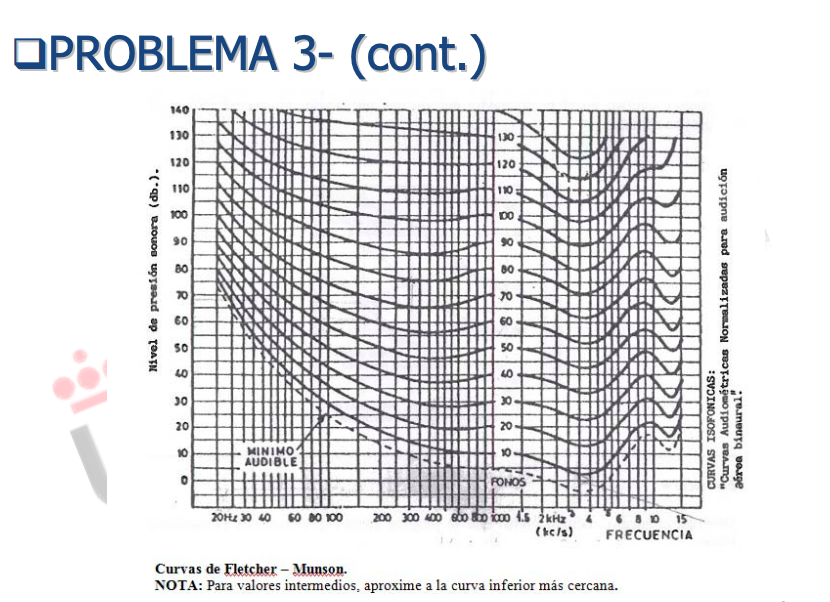 ❑PROBLEMA 3- (cont.)
Nivel de presión sonora (db.).
140
130
120
110
100
90
80
70
60
50
40
30
20
10
0
130
120
110
100
90
80
70
60
50
40
30
20
10
FONOS
MINIMO
AUDIBLE
20Hz 30 40 60 80 100 200 300 400 600 800 1000 1.5 2kHz 3 4 5 6 8 10 15
(kc/s) FRECUENCIA
CURVAS ISOFONICAS:
"Curvas Audiométricas Normalizadas para audición
aérea binaural."
Curvas de Fletcher – Munson.
NOTA: Para valores intermedios, aproxime a la curva inferior más cercana.